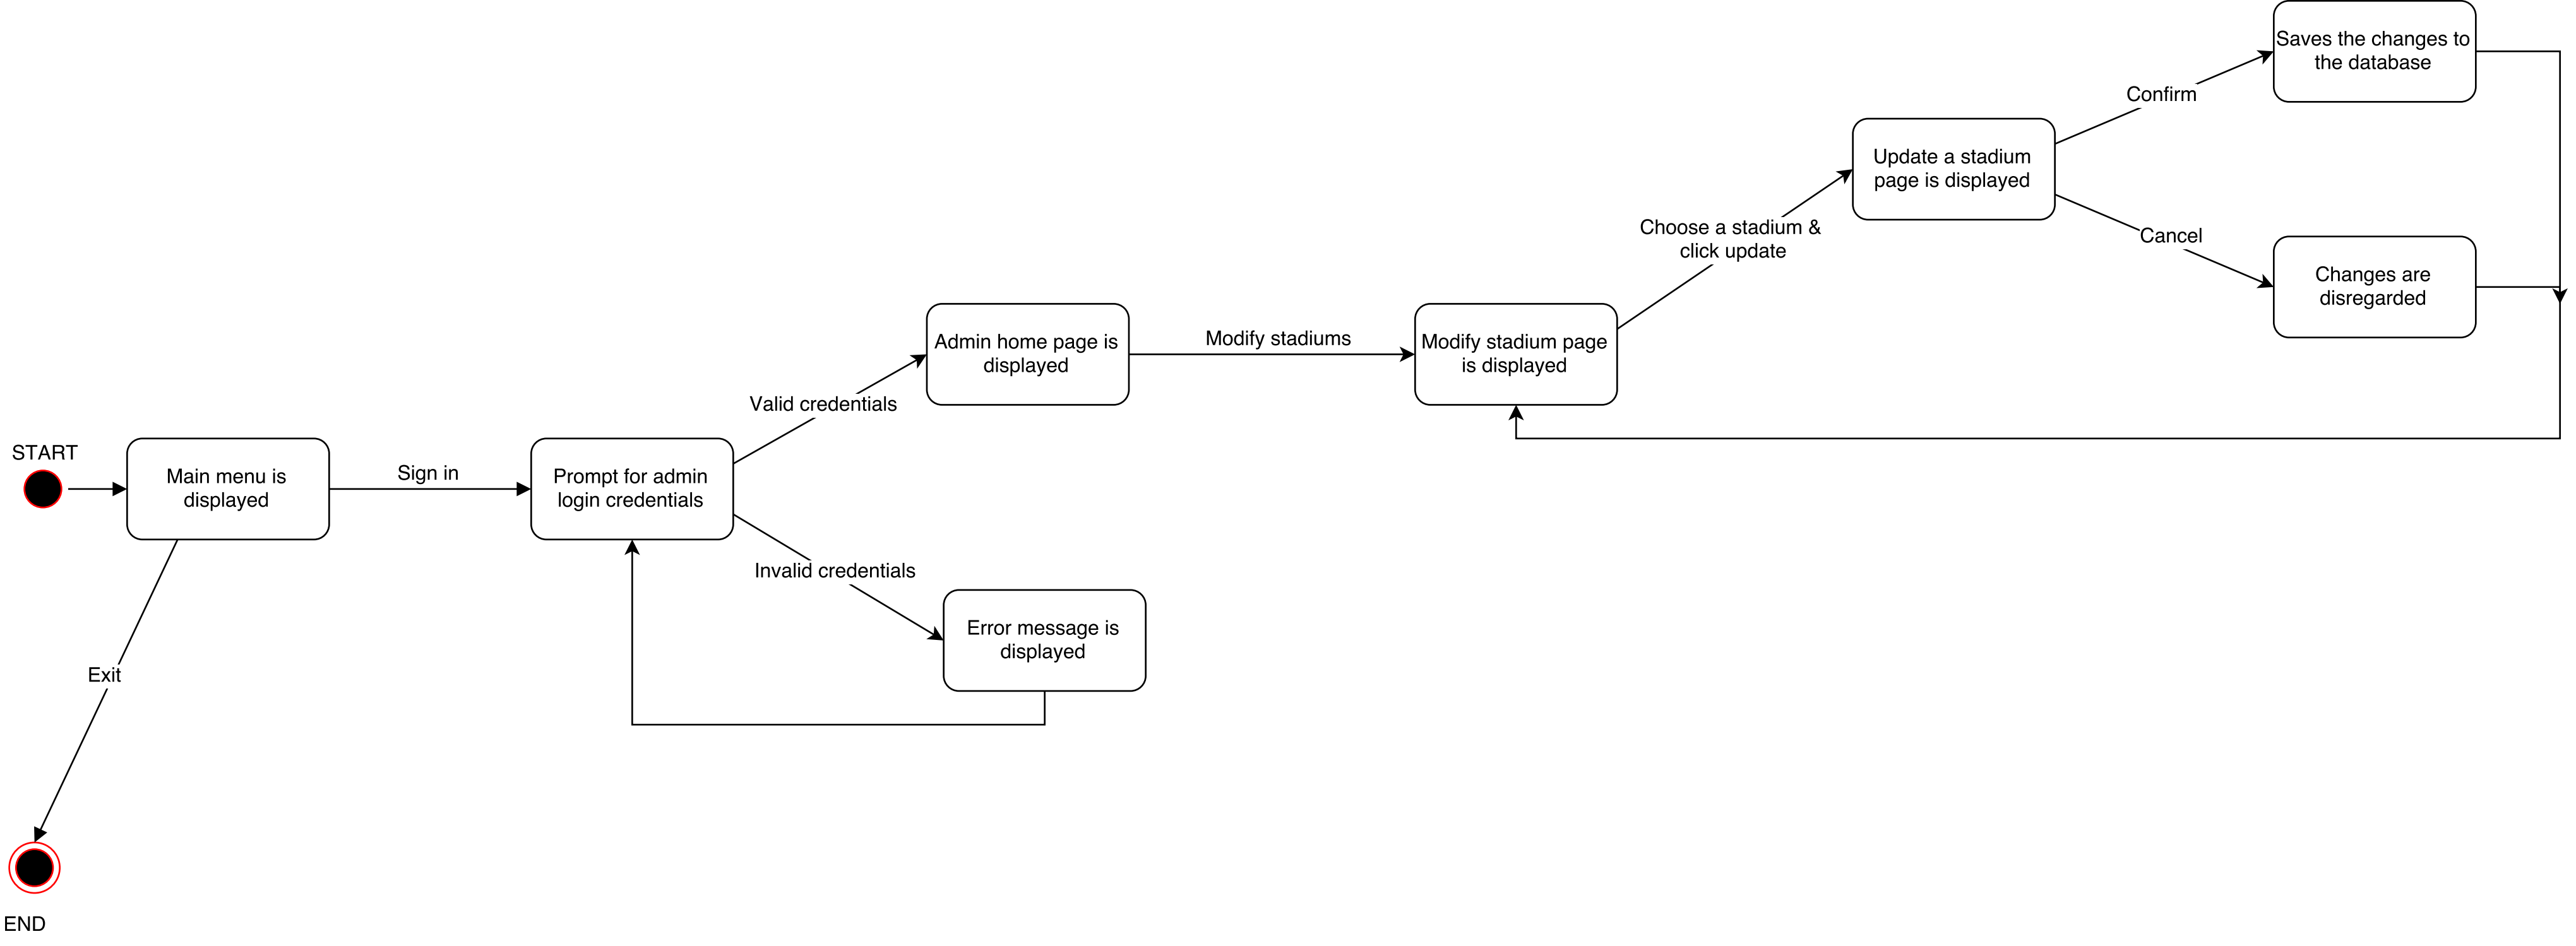 Saves the changes to
the database
Confirm
Update a stadium
page is displayed
Choose a stadium &
click update
Cancel
Changes are
disregarded
Admin home page is
displayed
Modify stadiums
Modify stadium page
is displayed
Valid credentials
START
Main menu is
displayed
Sign in
Prompt for admin
login credentials
Invalid credentials
Error message is
displayed
Exit
END